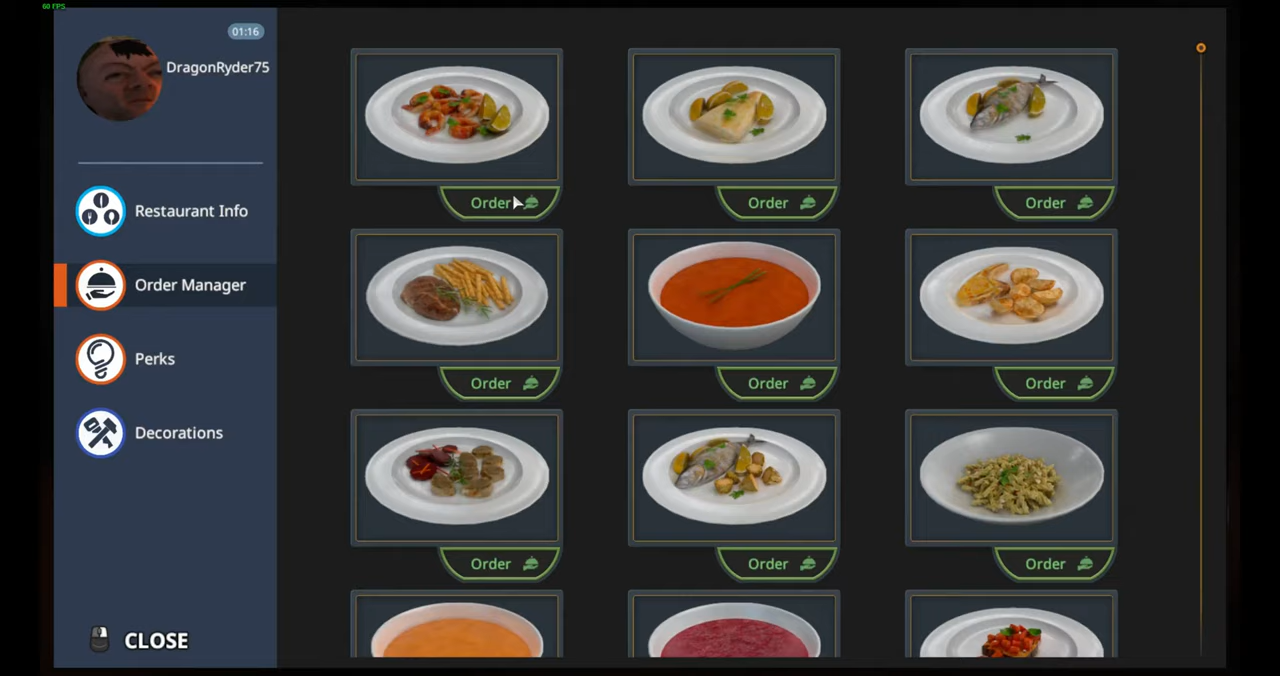 60 FPS
01:16
DragonRyder75
Restaurant Info
Order Manager
Perks
Decorations
CLOSE
Order Order Order
Order Order Order
Order Order Order